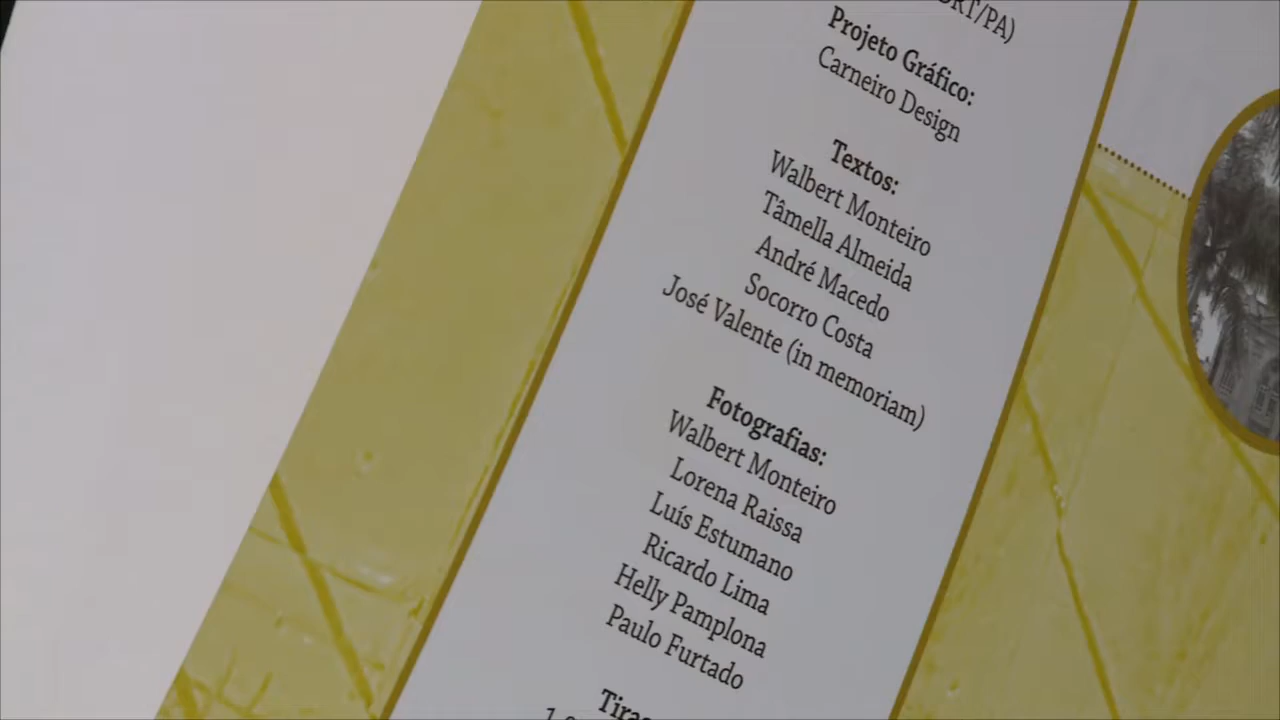 Projeto Gráfico:
Carneiro Design
Textos:
Walbert Monteiro
Tâmella Almeida
André Macedo
Socorro Costa
José Valente (in memoriam)
Fotografias:
Walbert Monteiro
Lorena Raissa
Luís Estumano
Ricardo Lima
Helly Pamplona
Paulo Furtado